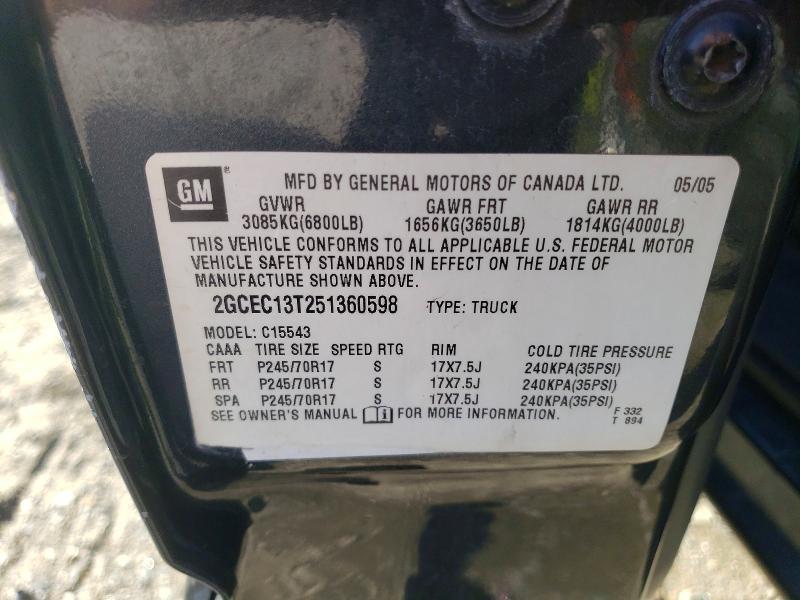 GM ®
MFD BY GENERAL MOTORS OF CANADA LTD. 05/05
GVWR GAWR FRT GAWR RR
3085KG(6800LB) 1656KG(3650LB) 1814KG(4000LB)
THIS VEHICLE CONFORMS TO ALL APPLICABLE U.S. FEDERAL MOTOR
VEHICLE SAFETY STANDARDS IN EFFECT ON THE DATE OF
MANUFACTURE SHOWN ABOVE.
2GCEC13T251360598 TYPE: TRUCK
MODEL: C15543
CAAA TIRE SIZE SPEED RTG RIM COLD TIRE PRESSURE
FRT P245/70R17 S 17X7.5J 240KPA(35PSI)
RR P245/70R17 S 17X7.5J 240KPA(35PSI)
SPA P245/70R17 S 17X7.5J 240KPA(35PSI)
SEE OWNER'S MANUAL FOR MORE INFORMATION. F 332
T 894